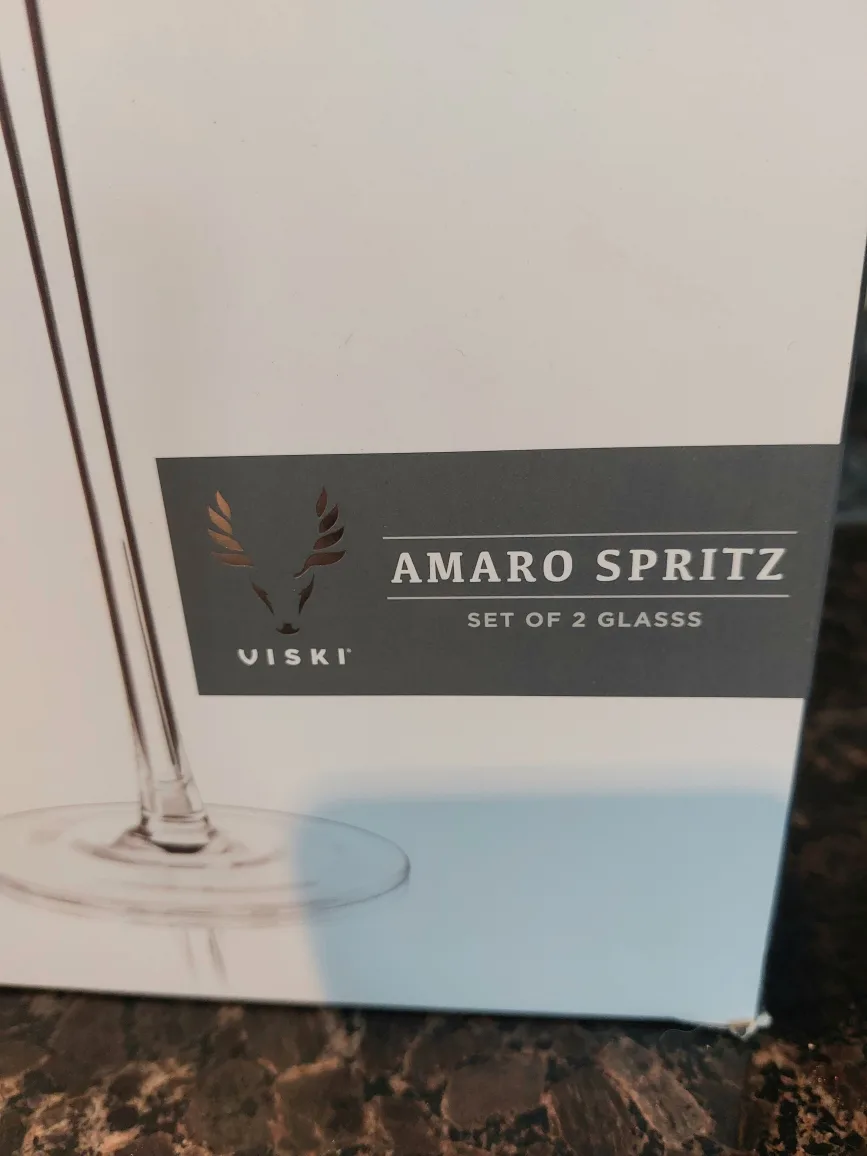 AMARO SPRITZ
SET OF 2 GLASSS
VISKI®